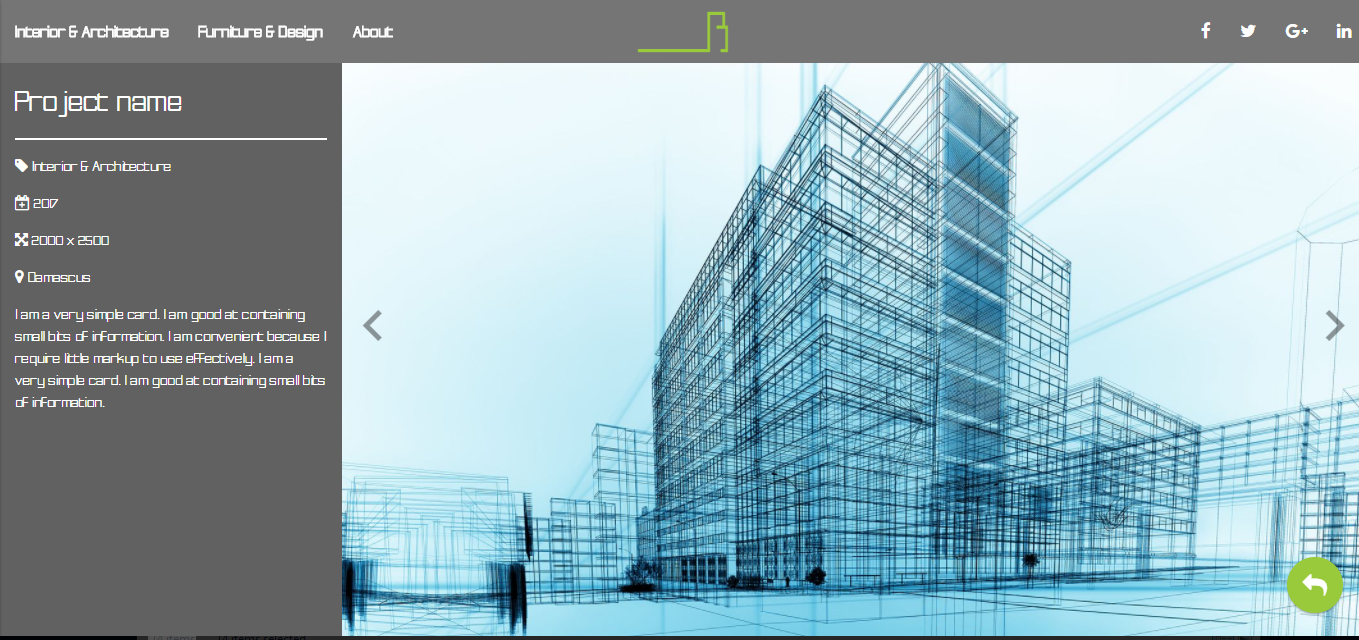 Interior & Architecture Furniture & Design About
Project name
Interior & Architecture
2017
2000 x 2500
Damascus
I am a very simple card. I am good at containing
small bits of information. I am convenient because I
require little markup to use effectively. I am a
very simple card. I am good at containing small bits
of information.